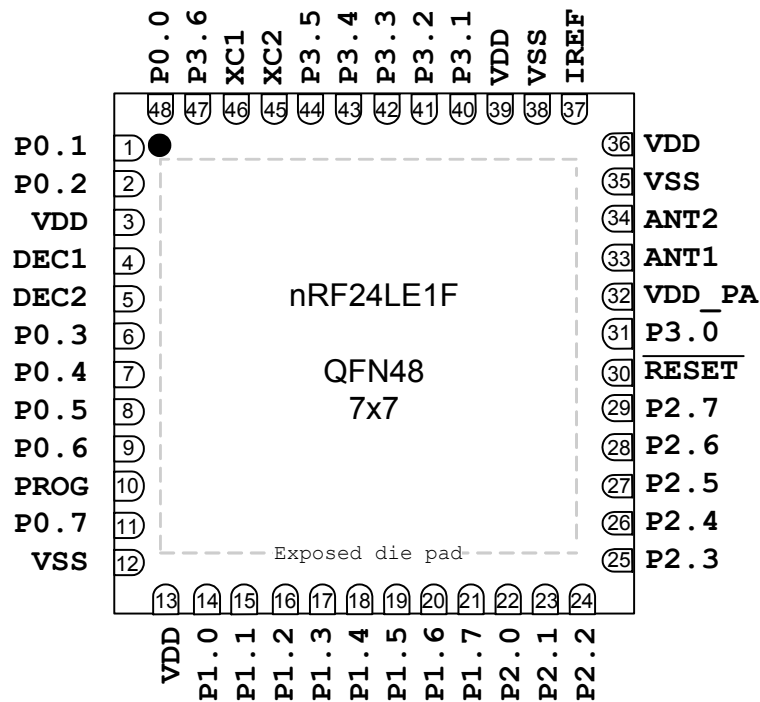 P0.0
P3.6
XC1
XC2
P3.5
P3.4
P3.3
P3.2
P3.1
VDD
VSS
IREF
48
47
46
45
44
43
42
41
40
39
38
37
P0.1 1
P0.2 2
VDD 3
DEC1 4
DEC2 5
P0.3 6
P0.4 7
P0.5 8
P0.6 9
PROG 10
P0.7 11
VSS 12
nRF24LE1F
QFN48
7x7
Exposed die pad
36 VDD
35 VSS
34 ANT2
33 ANT1
32 VDD_PA
31 P3.0
30 RESET
29 P2.7
28 P2.6
27 P2.5
26 P2.4
25 P2.3
13
14
15
16
17
18
19
20
21
22
23
24
VDD
P1.0
P1.1
P1.2
P1.3
P1.4
P1.5
P1.6
P1.7
P2.0
P2.1
P2.2